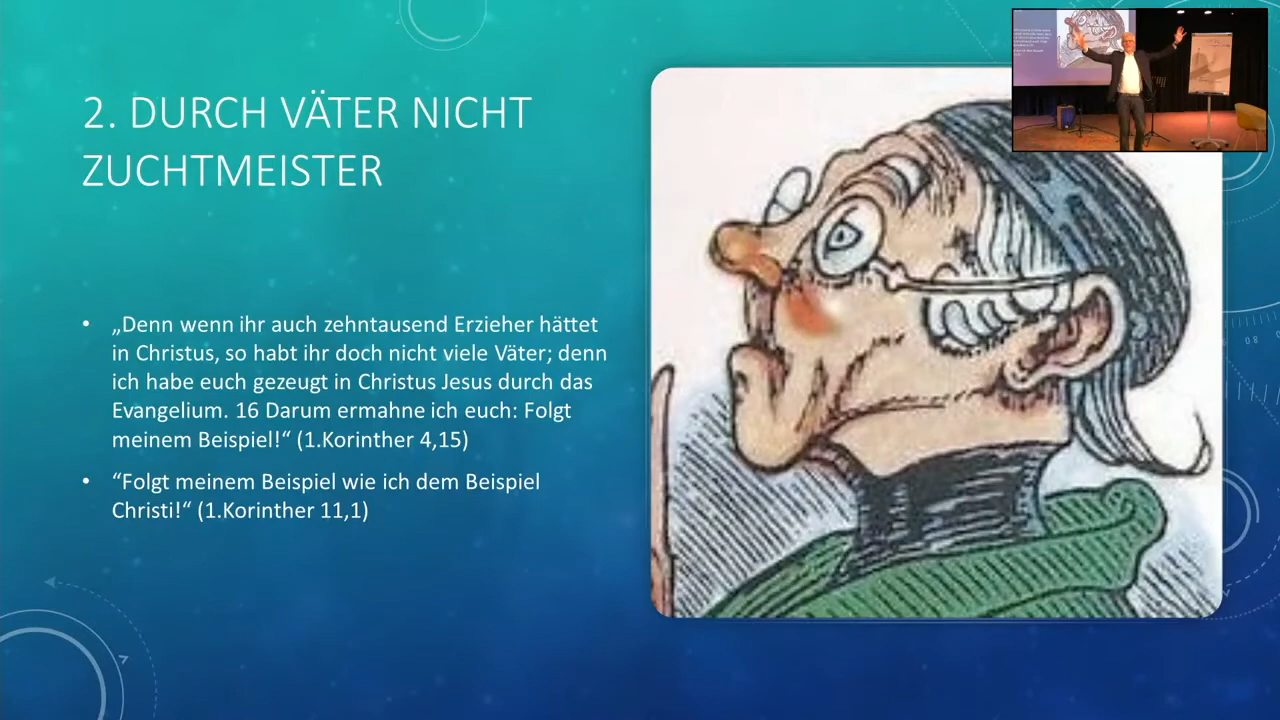 2. DURCH VÄTER NICHT
ZUCHTMEISTER
• „Denn wenn ihr auch zehntausend Erzieher hättet
in Christus, so habt ihr doch nicht viele Väter; denn
ich habe euch gezeugt in Christus Jesus durch das
Evangelium. 16 Darum ermahne ich euch: Folgt
meinem Beispiel!“ (1.Korinther 4,15)
• “Folgt meinem Beispiel wie ich dem Beispiel
Christi!“ (1.Korinther 11,1)